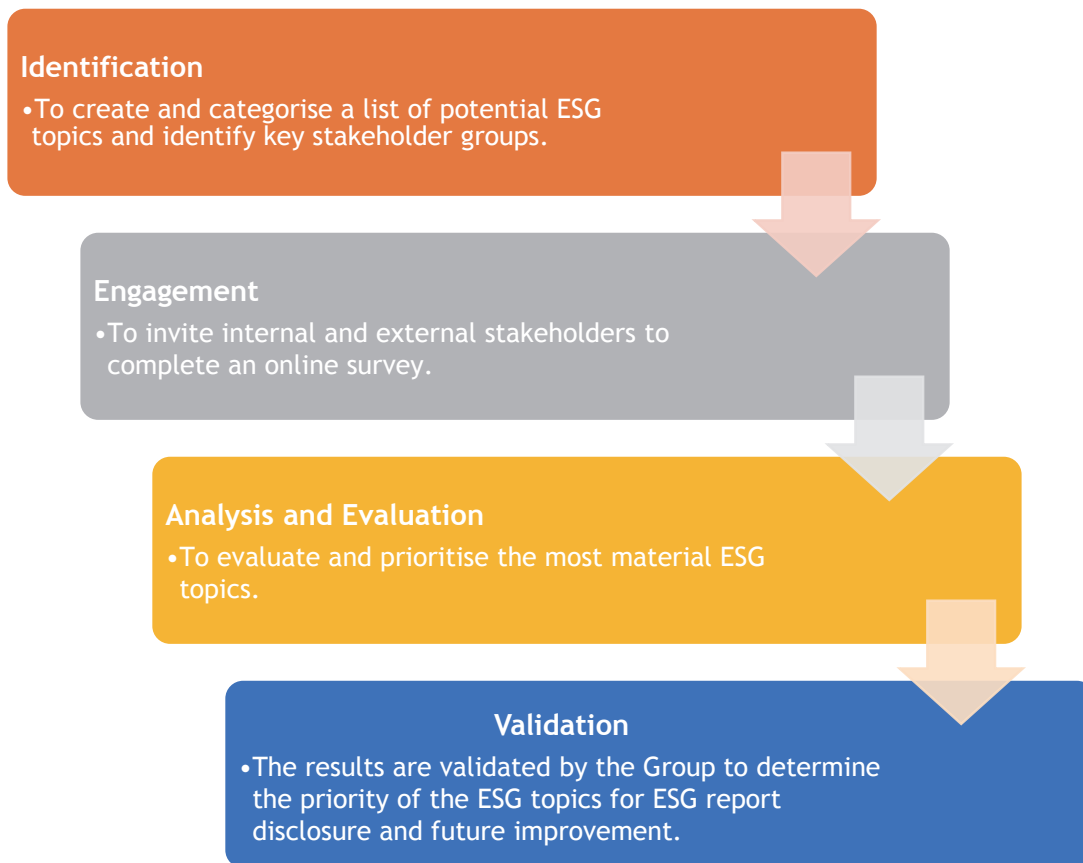 Identification
•To create and categorise a list of potential ESG
topics and identify key stakeholder groups.
Engagement
•To invite internal and external stakeholders to
complete an online survey.
Analysis and Evaluation
•To evaluate and prioritise the most material ESG
topics.
Validation
•The results are validated by the Group to determine
the priority of the ESG topics for ESG report
disclosure and future improvement.